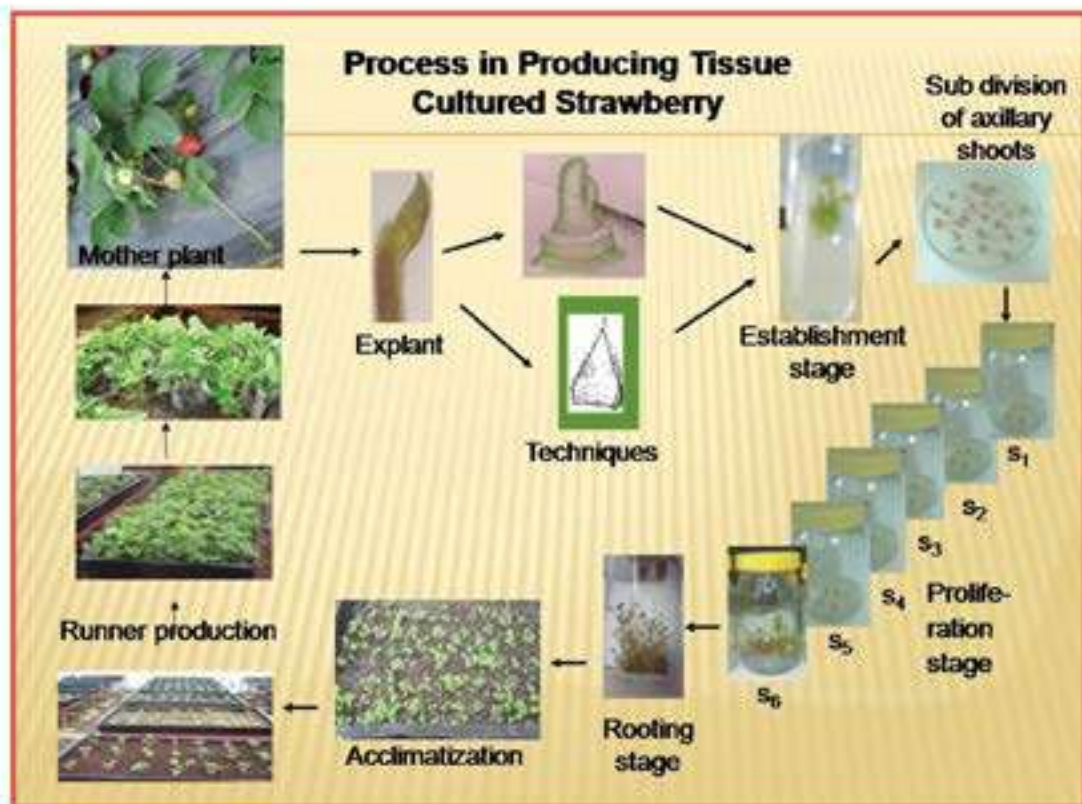 Process in Producing Tissue
Cultured Strawberry
Sub division
of axillary
shoots
Mother plant
Explant
Techniques
Establishment
stage
s₁
s₂
s₃
s₄
s₅
s₆
Prolife-
ration
stage
Rooting
stage
Acclimatization
Runner production